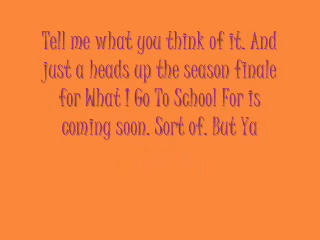 Tell me what you think of it. And
just a heads up the season finale
for What I Go To School For is
coming soon. Sort of. But Ya